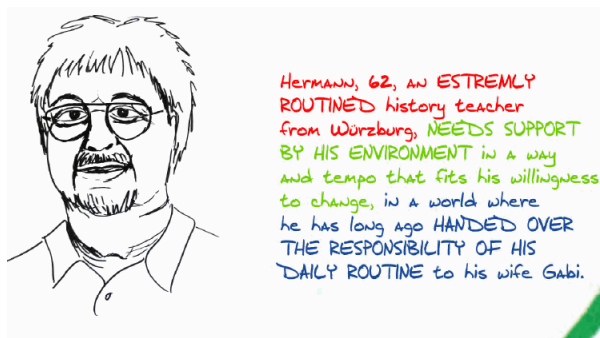 Hermann, 62, an ESTREMLY
ROUTINED history teacher
from Würzburg, NEEDS SUPPORT
BY HIS ENVIRONMENT in a way
and tempo that fits his willingness
to change, in a world where
he has long ago HANDED OVER
THE RESPONSIBILITY OF HIS
DAILY ROUTINE to his wife Gabi.